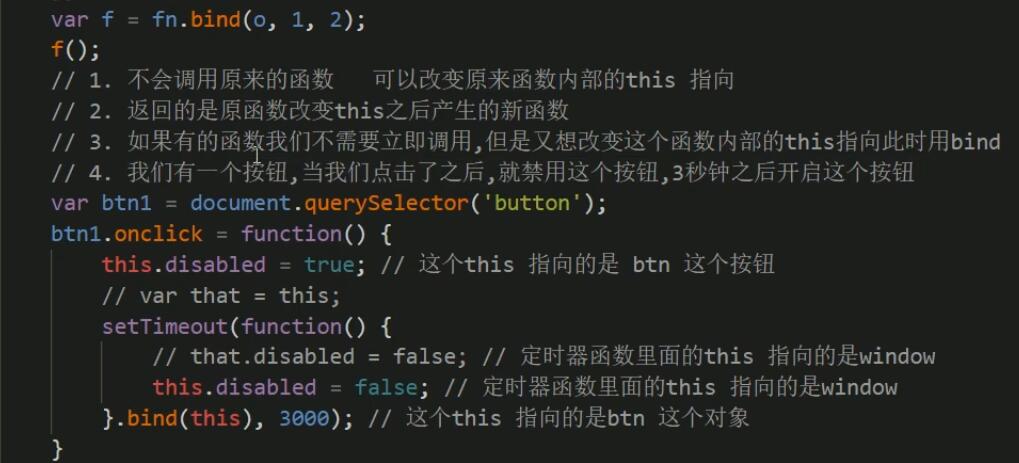 var f = fn.bind(o, 1, 2);
f();
// 1. 不会调用原来的函数   可以改变原来函数内部的this 指向
// 2. 返回的是原函数改变this之后产生的新函数
// 3. 如果有的函数我们不需要立即调用,但是又想改变这个函数内部的this指向此时用bind
// 4. 我们有一个按钮,当我们点击了之后,就禁用这个按钮,3秒钟之后开启这个按钮
var btn1 = document.querySelector('button');
btn1.onclick = function() {
    this.disabled = true; // 这个this 指向的是 btn 这个按钮
    // var that = this;
    setTimeout(function() {
        // that.disabled = false; // 定时器函数里面的this 指向的是window
        this.disabled = false; // 定时器函数里面的this 指向的是window
    }.bind(this), 3000); // 这个this 指向的是btn 这个对象
}